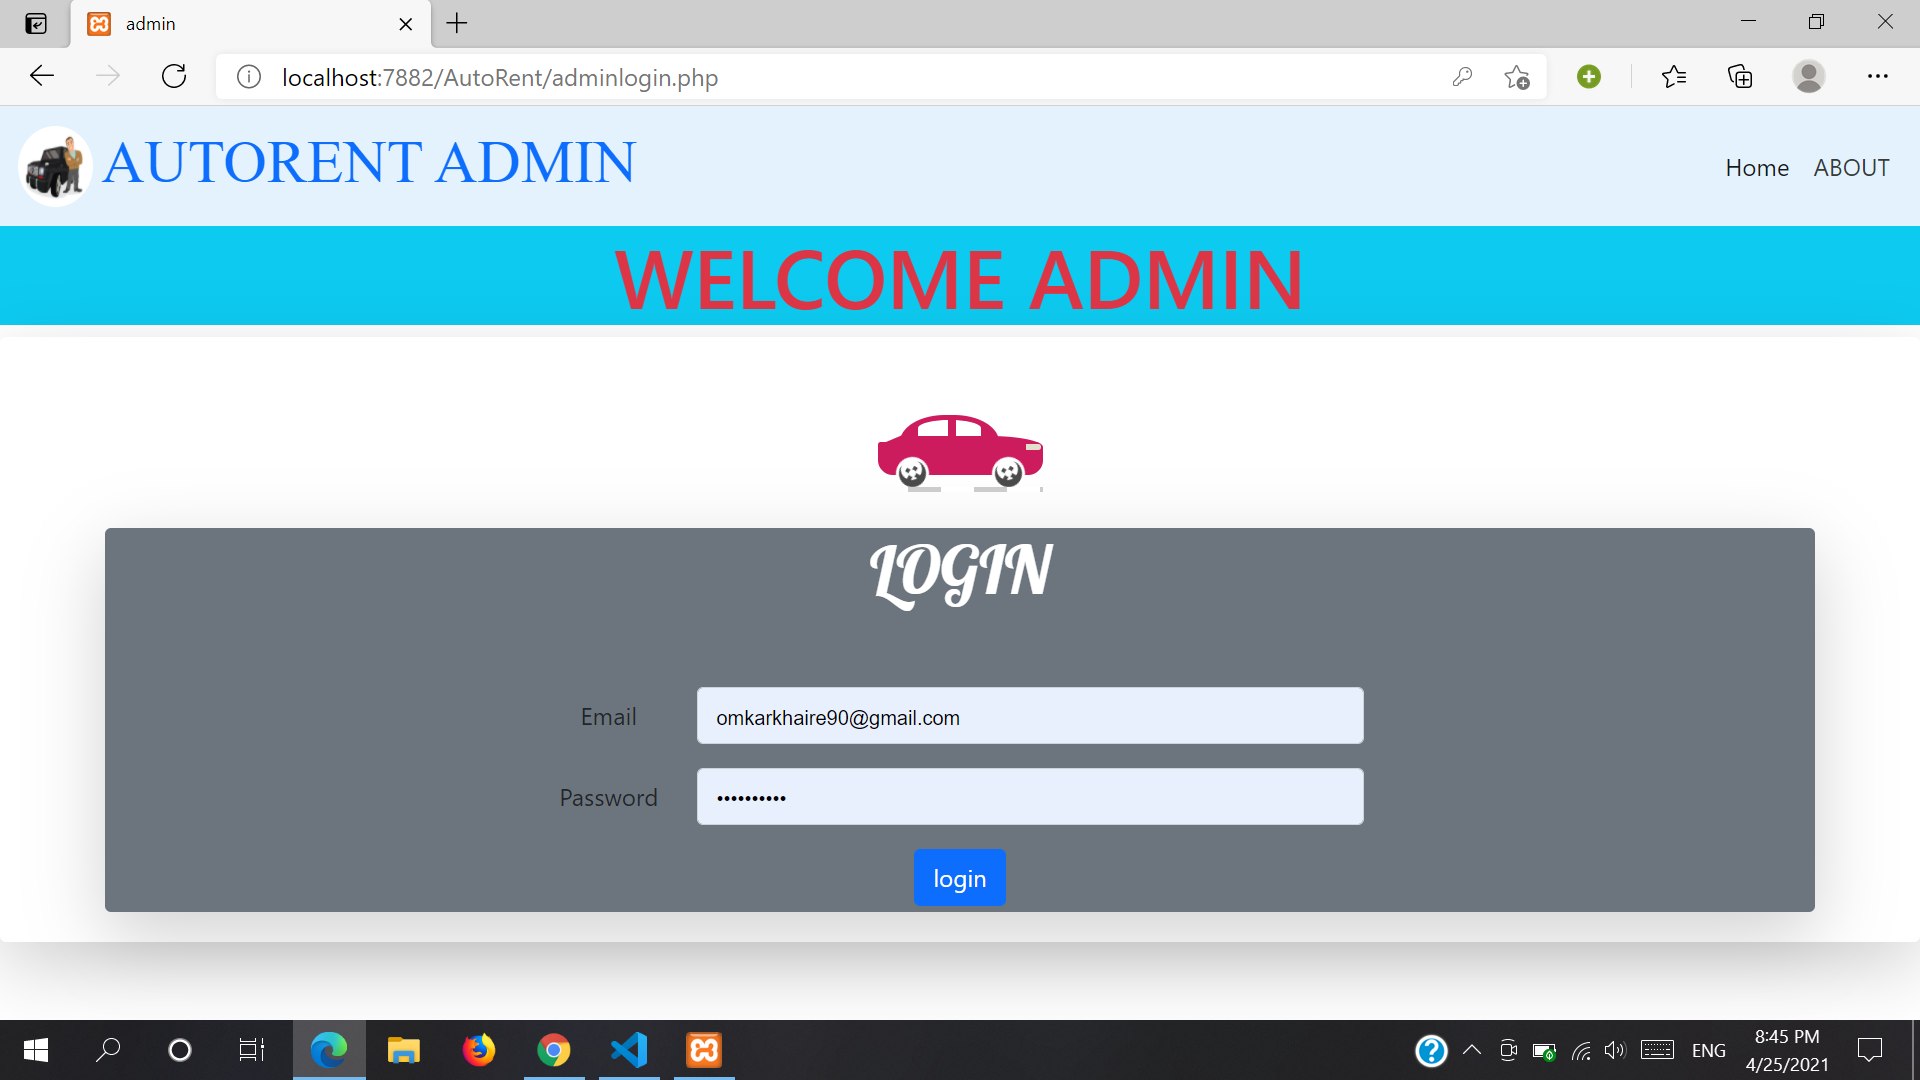 admin
localhost:7882/AutoRent/adminlogin.php
AUTORENT ADMIN
Home ABOUT
WELCOME ADMIN
LOGIN
Email omkarkhaire90@gmail.com
Password ••••••••••
login
ENG
8:45 PM
4/25/2021